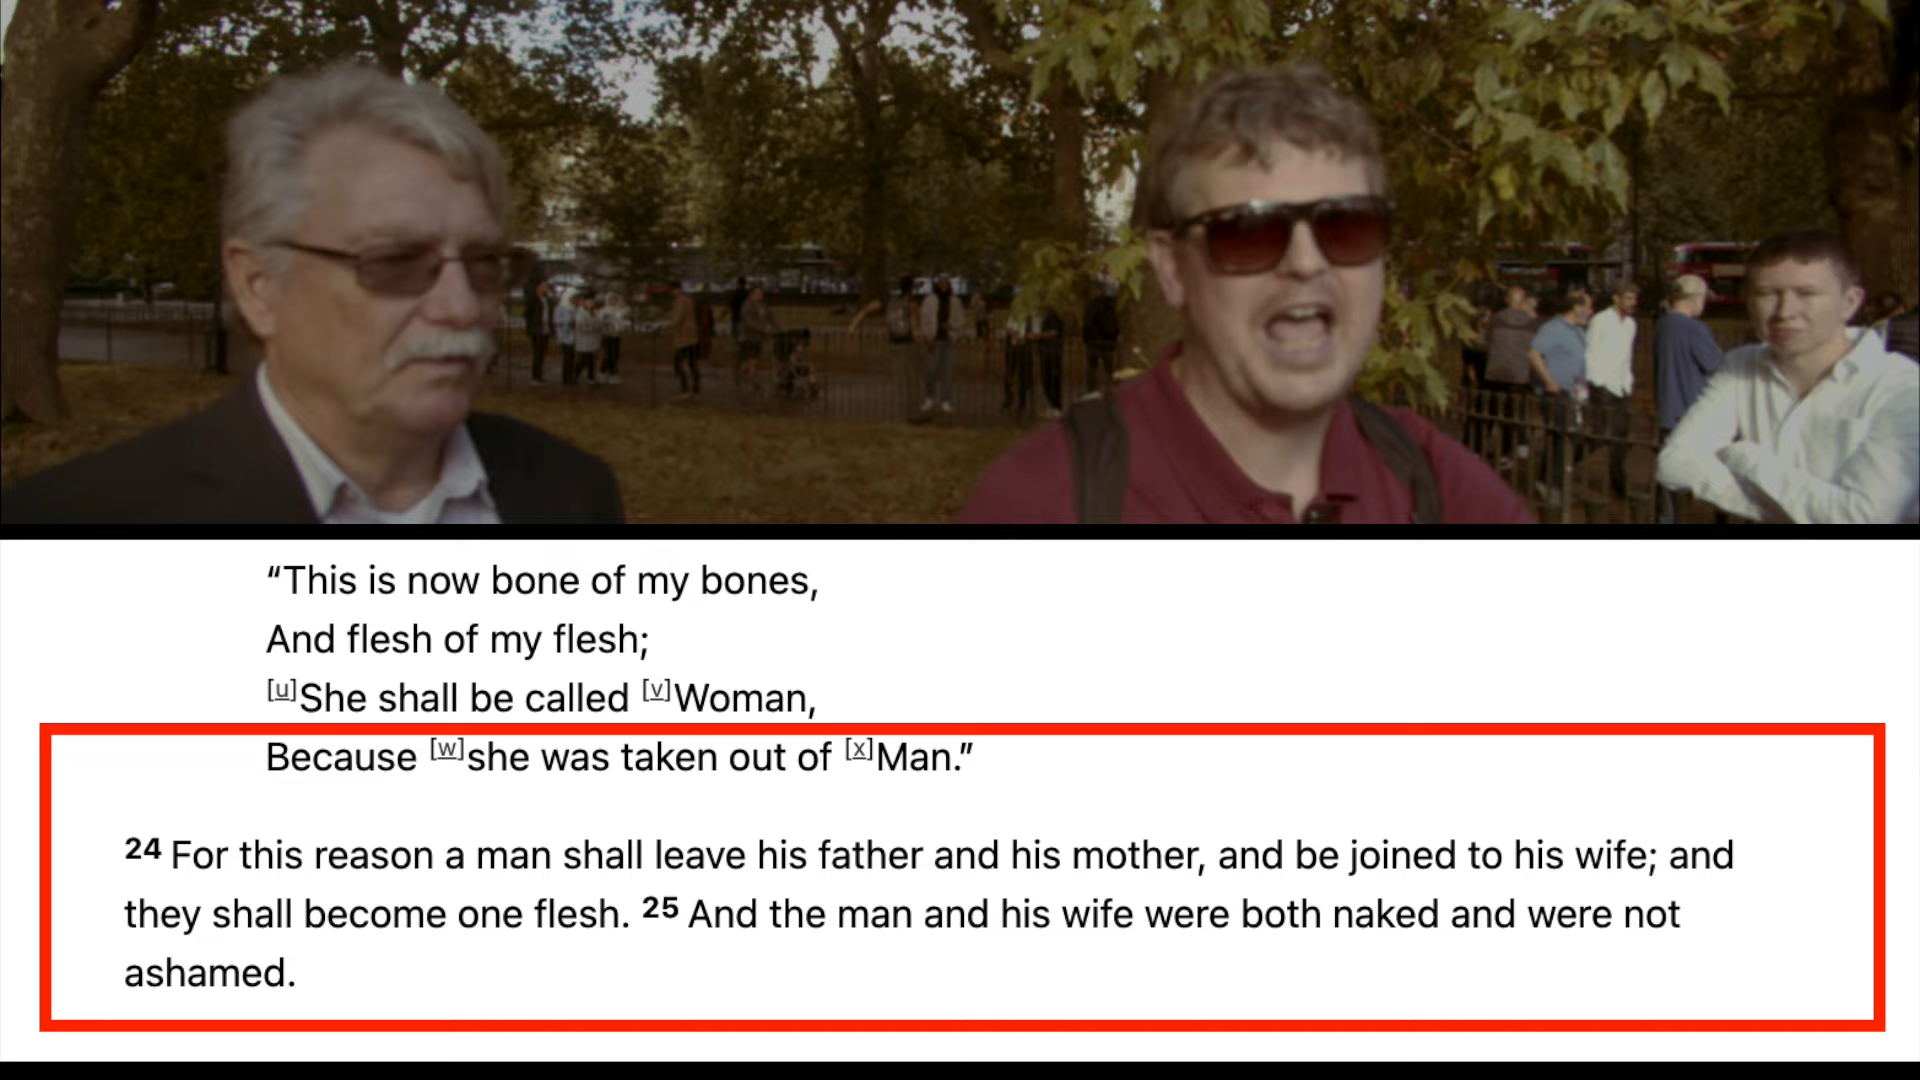 “This is now bone of my bones,
And flesh of my flesh;
[u]She shall be called [v]Woman,
Because [w]she was taken out of [x]Man.”
24 For this reason a man shall leave his father and his mother, and be joined to his wife; and
they shall become one flesh. 25 And the man and his wife were both naked and were not
ashamed.